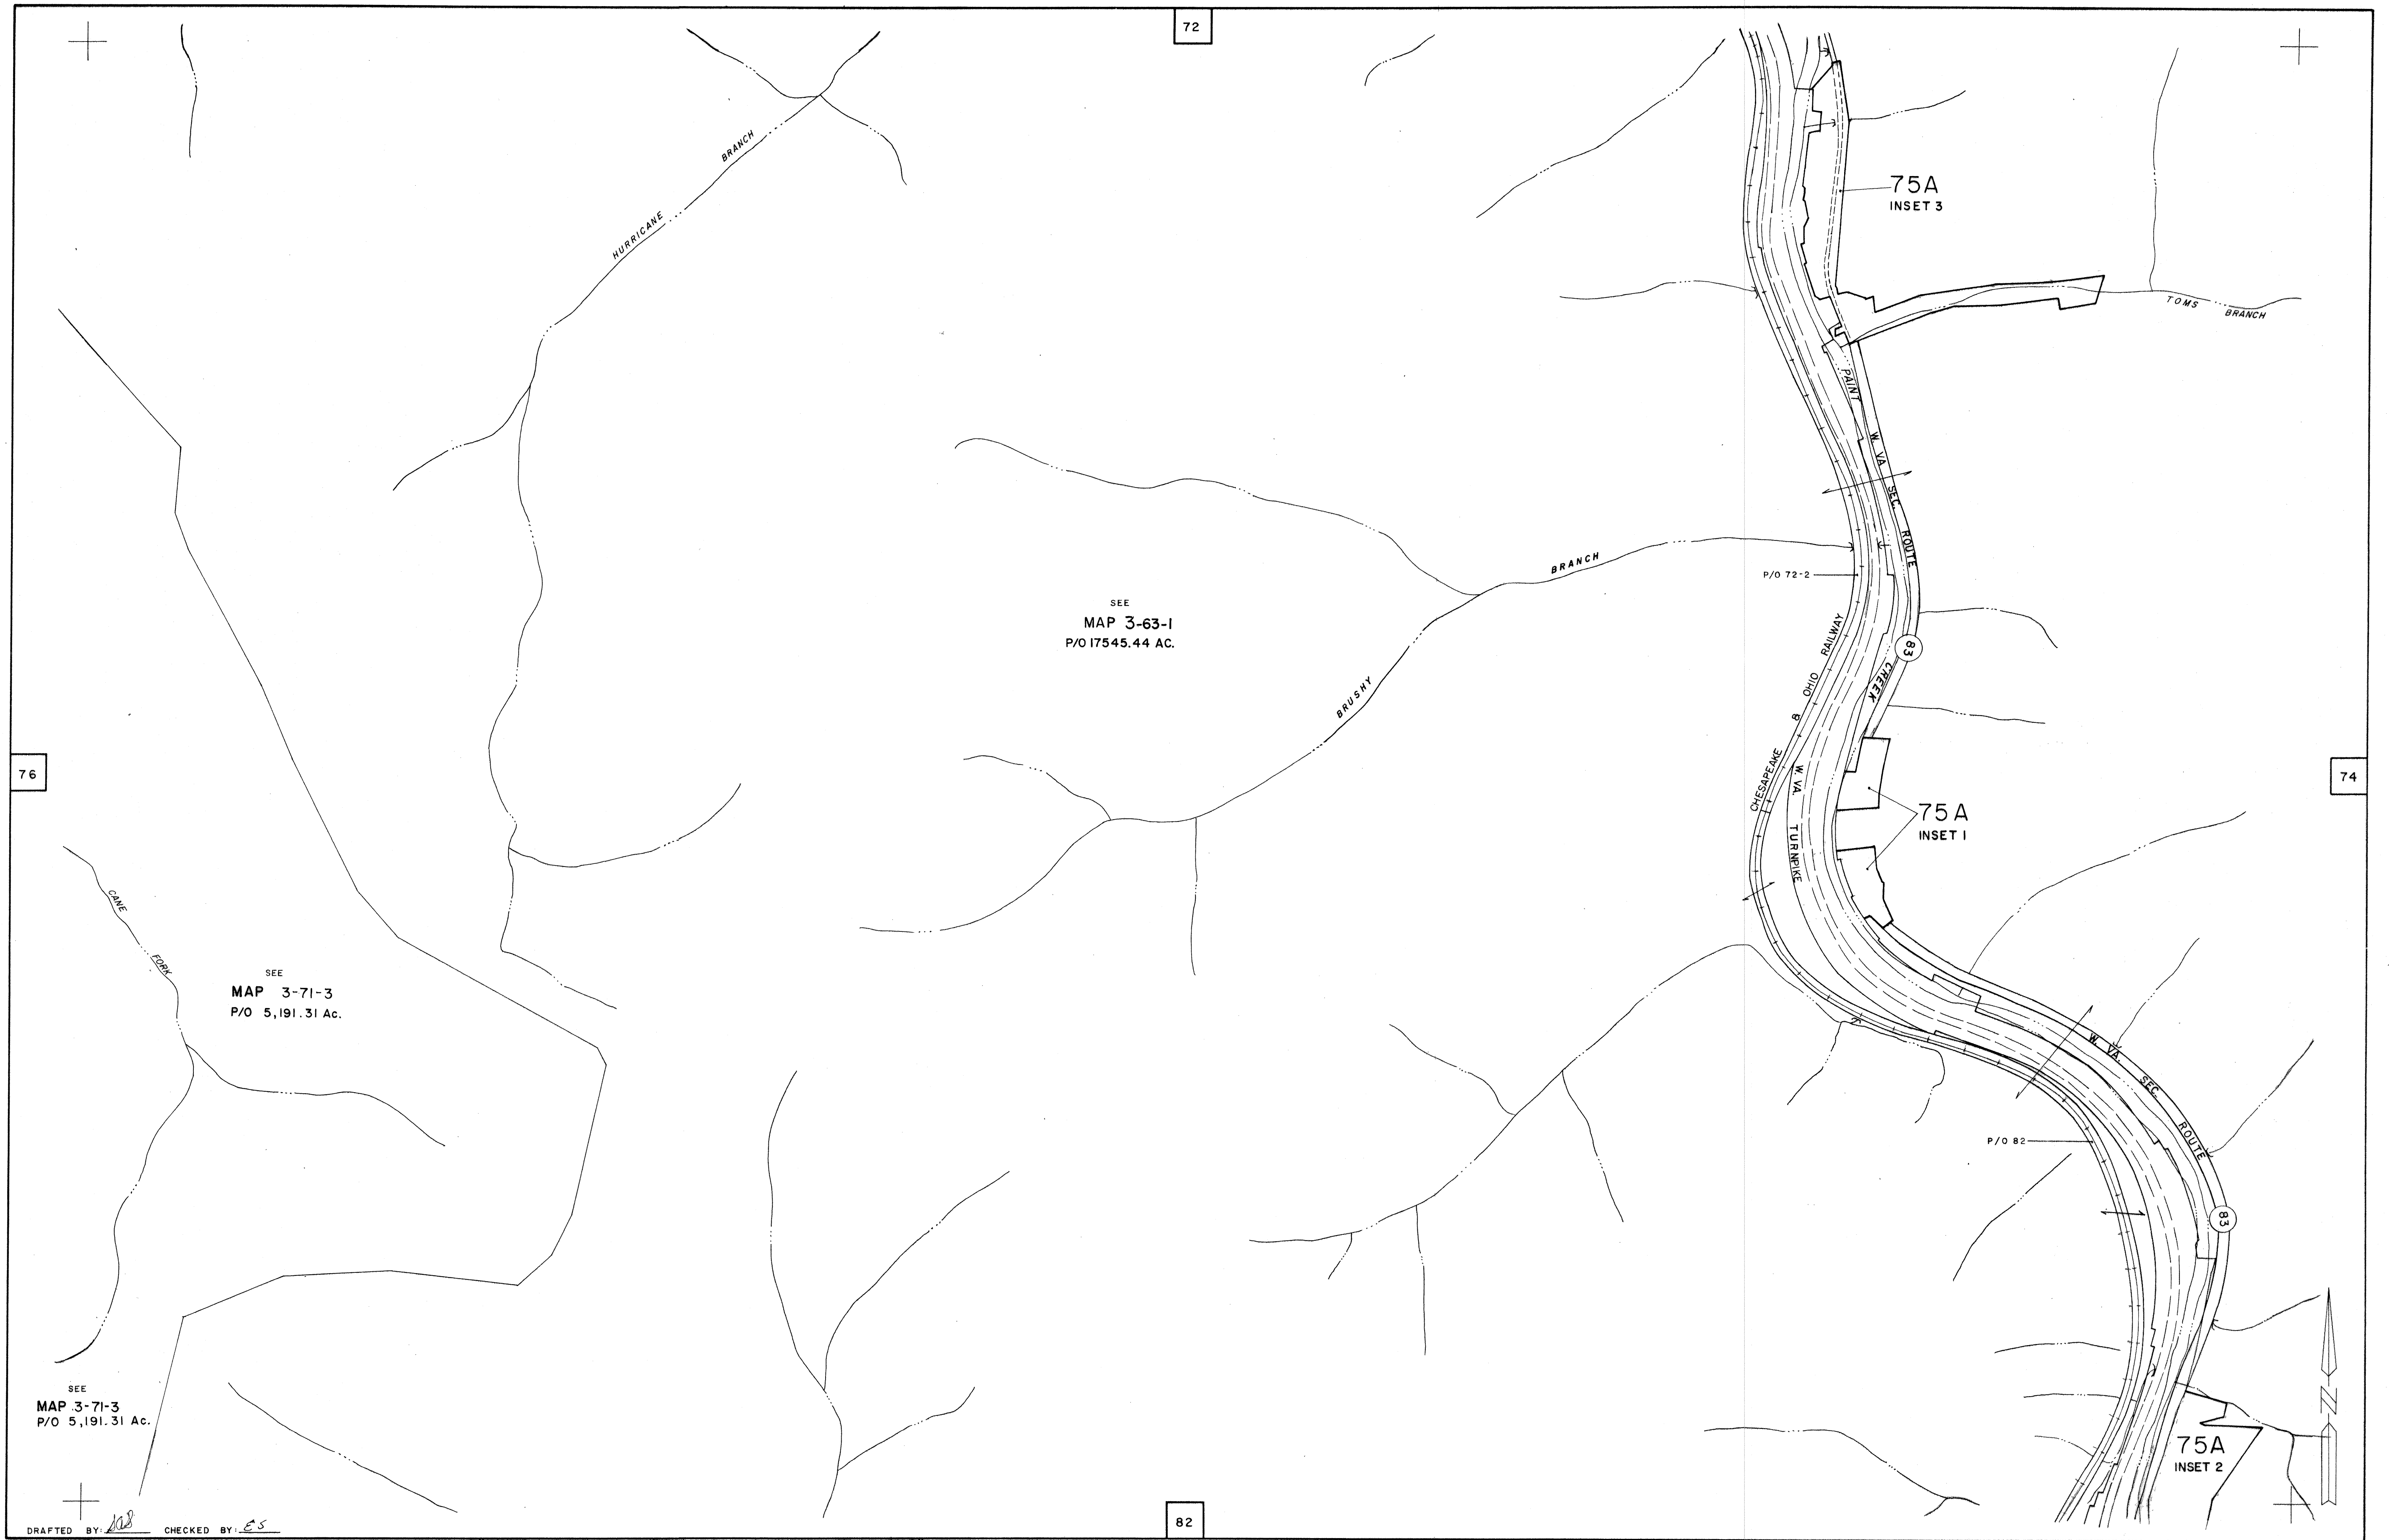 72
HURRICANE BRANCH
75A
INSET 3
TOMS BRANCH
PAINT CREEK
W. VA SEC. ROUTE
83
BRANCH
P/O 72-2
SEE
MAP 3-63-1
P/O 17545.44 AC.
BRUSHY
CHESAPEAKE & OHIO RAILWAY
76
74
W. VA. TURNPIKE
75A
INSET 1
CANE FORK
SEE
MAP 3-71-3
P/O 5,191.31 Ac.
W. VA. SEC. ROUTE
P/O 82
83
SEE
MAP 3-71-3
P/O 5,191.31 Ac.
N
75A
INSET 2
DRAFTED BY: SAS CHECKED BY: ES
82